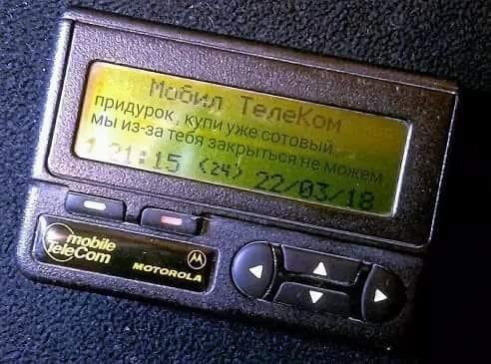 Мобил ТелеКом
придурок, купи уже сотовый
мы из-за тебя закрыться не можем
1 21:15 (24) 22/03/18
mobile
TeleCom
MOTOROLA